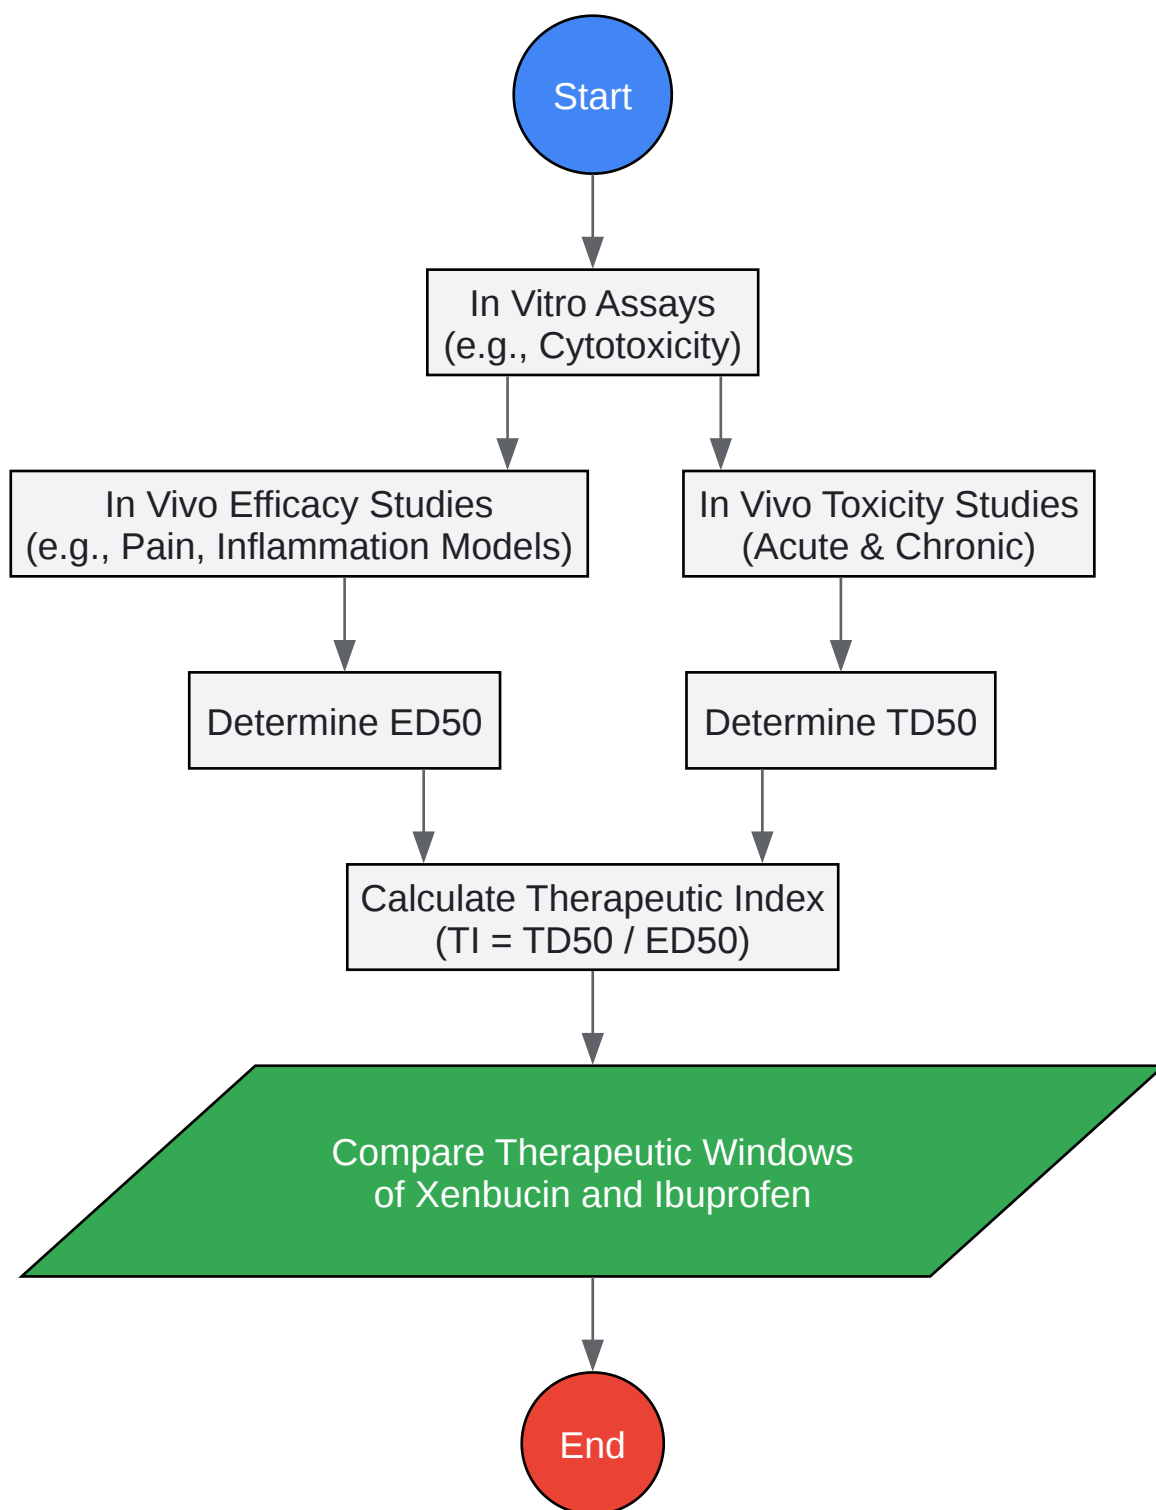 Start
In Vitro Assays
(e.g., Cytotoxicity)
In Vivo Efficacy Studies
(e.g., Pain, Inflammation Models)
In Vivo Toxicity Studies
(Acute & Chronic)
Determine ED50
Determine TD50
Calculate Therapeutic Index
(TI = TD50 / ED50)
Compare Therapeutic Windows
of Xenbucin and Ibuprofen
End